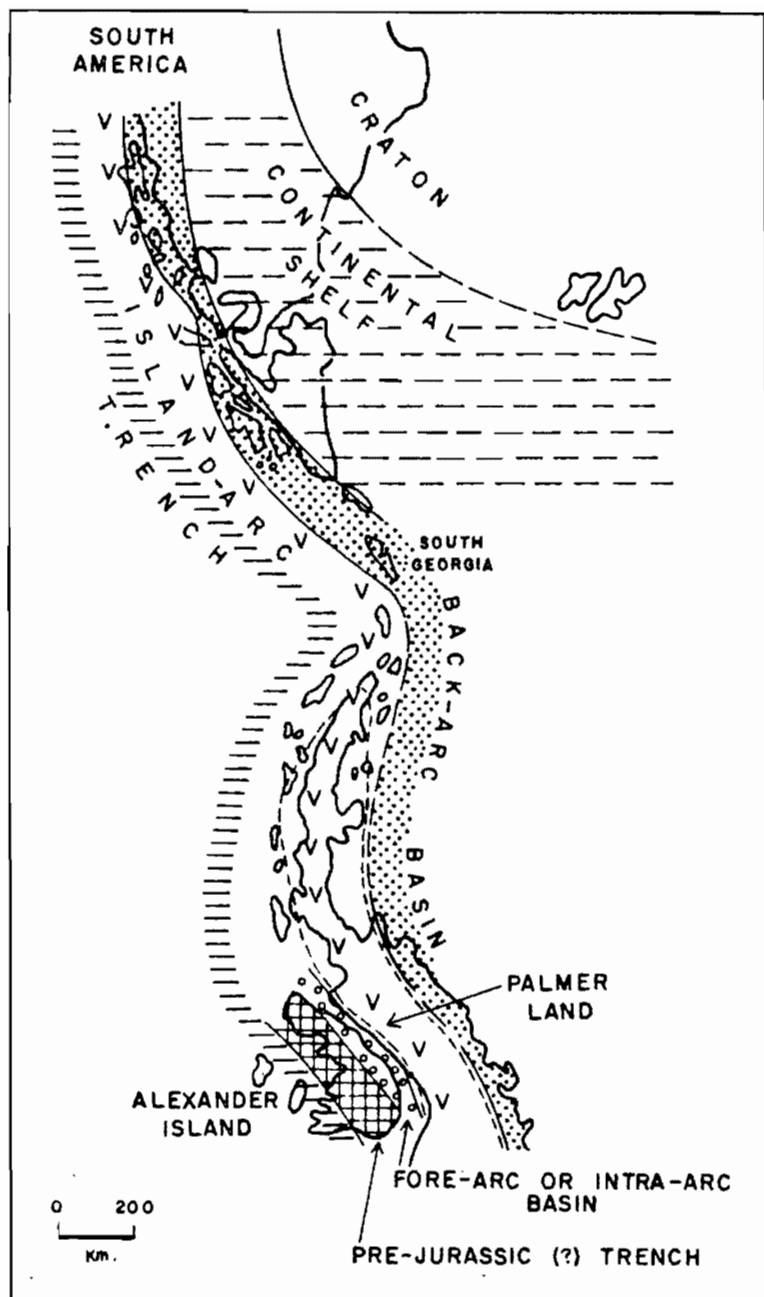 SOUTH
AMERICA
CRATON
CONTINENTAL
SHELF
ISLAND-ARC
TRENCH
SOUTH
GEORGIA
BACK-ARC
BASIN
PALMER
LAND
ALEXANDER
ISLAND
FORE-ARC OR INTRA-ARC
BASIN
0 200
Km.
PRE-JURASSIC (?) TRENCH